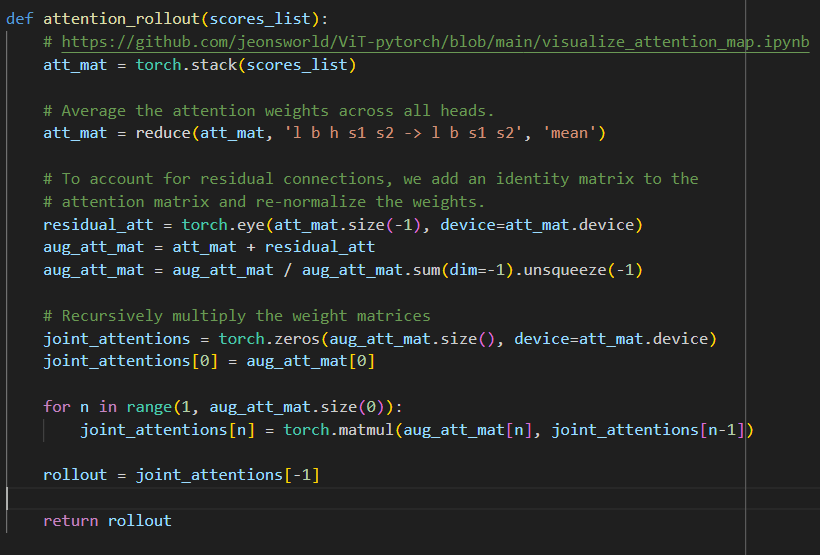 def attention_rollout(scores_list):
    # https://github.com/jeonsworld/ViT-pytorch/blob/main/visualize_attention_map.ipynb
    att_mat = torch.stack(scores_list)

    # Average the attention weights across all heads.
    att_mat = reduce(att_mat, 'l b h s1 s2 -> l b s1 s2', 'mean')

    # To account for residual connections, we add an identity matrix to the
    # attention matrix and re-normalize the weights.
    residual_att = torch.eye(att_mat.size(-1), device=att_mat.device)
    aug_att_mat = att_mat + residual_att
    aug_att_mat = aug_att_mat / aug_att_mat.sum(dim=-1).unsqueeze(-1)

    # Recursively multiply the weight matrices
    joint_attentions = torch.zeros(aug_att_mat.size(), device=att_mat.device)
    joint_attentions[0] = aug_att_mat[0]

    for n in range(1, aug_att_mat.size(0)):
        joint_attentions[n] = torch.matmul(aug_att_mat[n], joint_attentions[n-1])

    rollout = joint_attentions[-1]

    return rollout